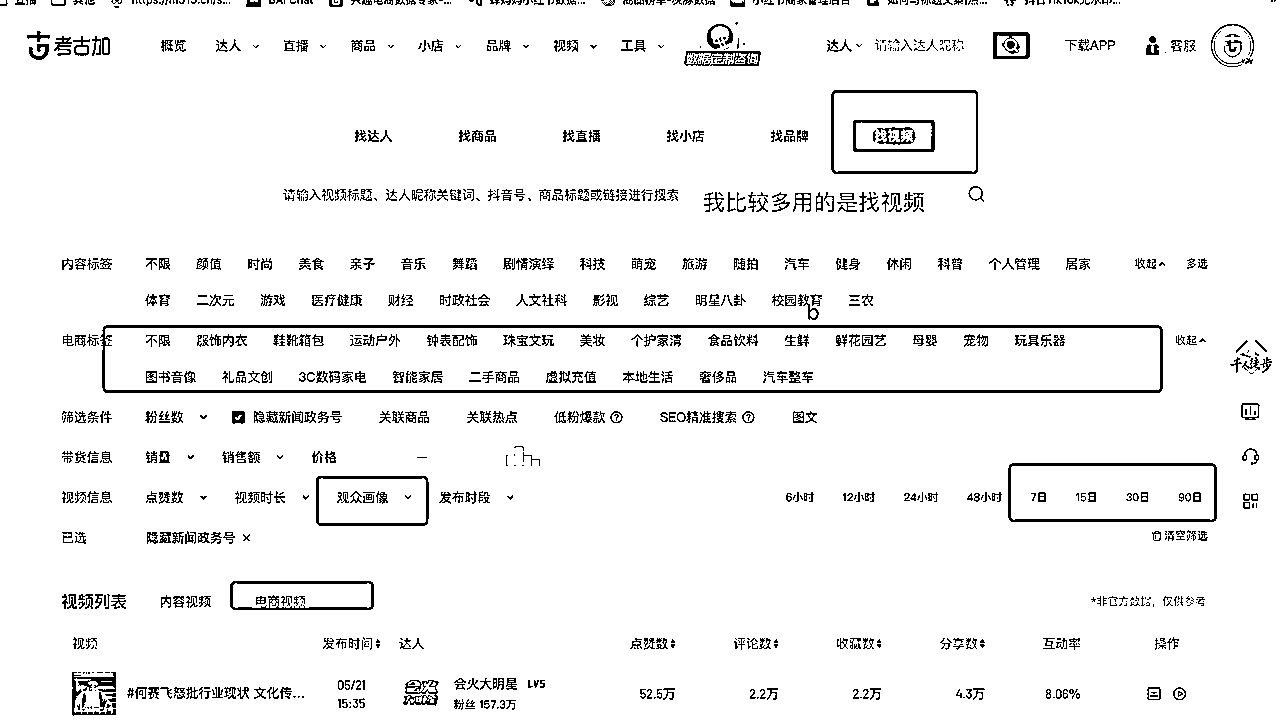 考古加 概览 达人 直播 商品 小店 品牌 视频 工具 达人 请输入达人昵称 下载APP 客服
数据定制咨询
找达人 找商品 找直播 找小店 找品牌 找视频
请输入视频标题、达人昵称关键词、抖音号、商品标题或链接进行搜索
我比较多用的是找视频
内容标签 不限 颜值 时尚 美食 亲子 音乐 舞蹈 剧情演绎 科技 萌宠 旅游 随拍 汽车 健身 休闲 科普 个人管理 居家 收起 多选
体育 二次元 游戏 医疗健康 财经 时政社会 人文社科 影视 综艺 明星八卦 校园教育 三农
b
电商标签 不限 服饰内衣 鞋靴箱包 运动户外 钟表配饰 珠宝文玩 美妆 个护家清 食品饮料 生鲜 鲜花园艺 母婴 宠物 玩具乐器 收起
图书音像 礼品文创 3C数码家电 智能家居 二手商品 虚拟充值 本地生活 奢侈品 汽车整车
筛选条件 粉丝数 隐藏新闻政务号 关联商品 关联热点 低粉爆款 SEO精准搜索 图文
带货信息 销量 销售额 价格 —
视频信息 点赞数 视频时长 观众画像 发布时段 6小时 12小时 24小时 48小时 7日 15日 30日 90日
已选 隐藏新闻政务号 × 清空筛选
视频列表 内容视频 电商视频 *非官方数据，仅供参考
视频 发布时间 达人 点赞数 评论数 收藏数 分享数 互动率 操作
#何赛飞怒批行业现状 文化传... 05/21 15:35 会火大明星 LV5 52.5万 2.2万 2.2万 4.3万 8.06%
粉丝 157.3万